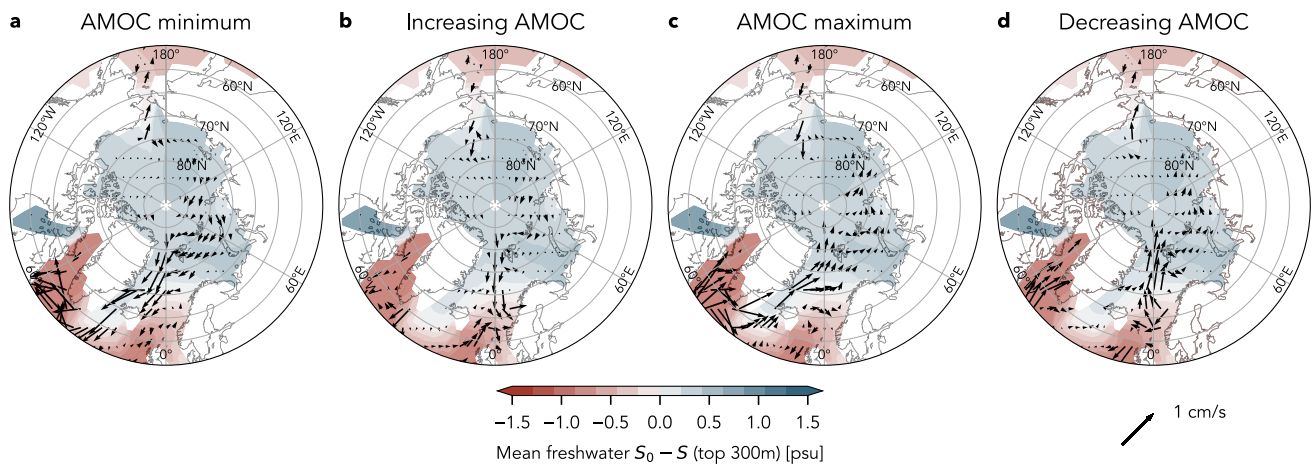 a AMOC minimum
b Increasing AMOC
c AMOC maximum
d Decreasing AMOC
180°
60°N
120°W
120°E
70°N
80°N
60°E
0°
180°
60°N
120°W
120°E
70°N
80°N
60°E
0°
180°
60°N
120°W
120°E
70°N
80°N
60°E
0°
180°
60°N
120°W
120°E
70°N
80°N
60°E
0°
−1.5 −1.0 −0.5 0.0 0.5 1.0 1.5
Mean freshwater S₀ − S (top 300m) [psu]
1 cm/s